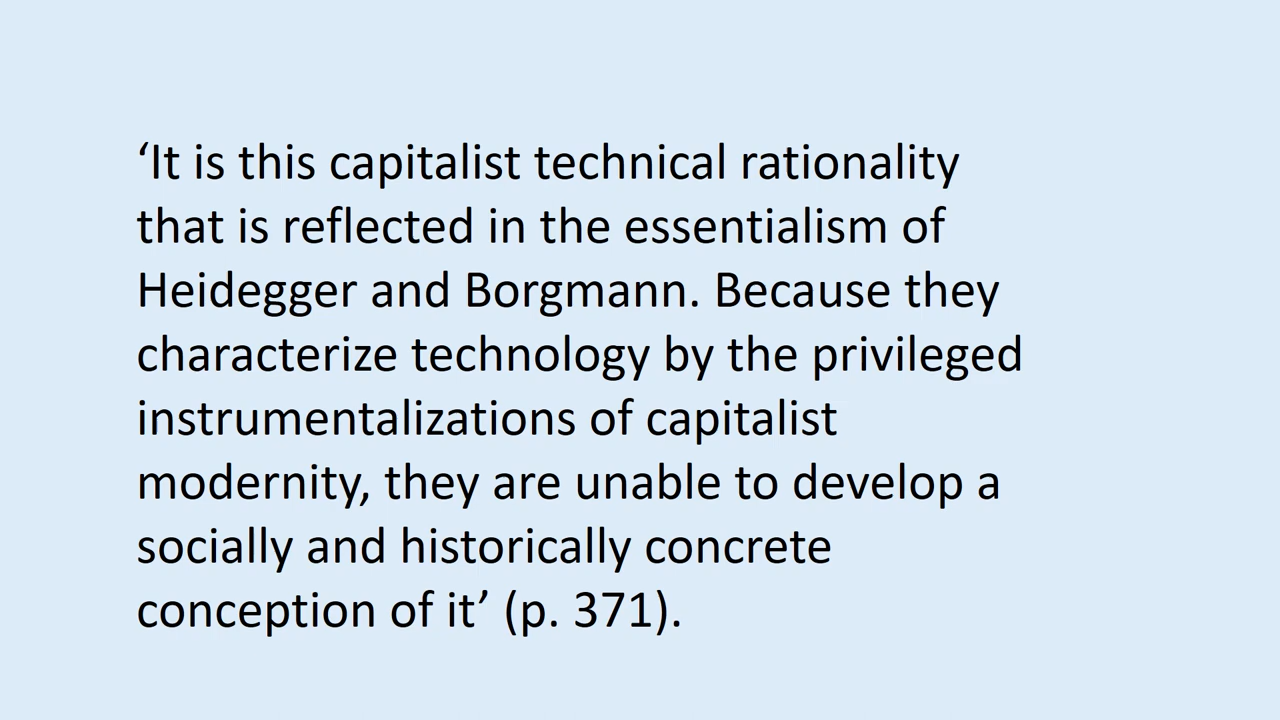 ‘It is this capitalist technical rationality
that is reflected in the essentialism of
Heidegger and Borgmann. Because they
characterize technology by the privileged
instrumentalizations of capitalist
modernity, they are unable to develop a
socially and historically concrete
conception of it’ (p. 371).